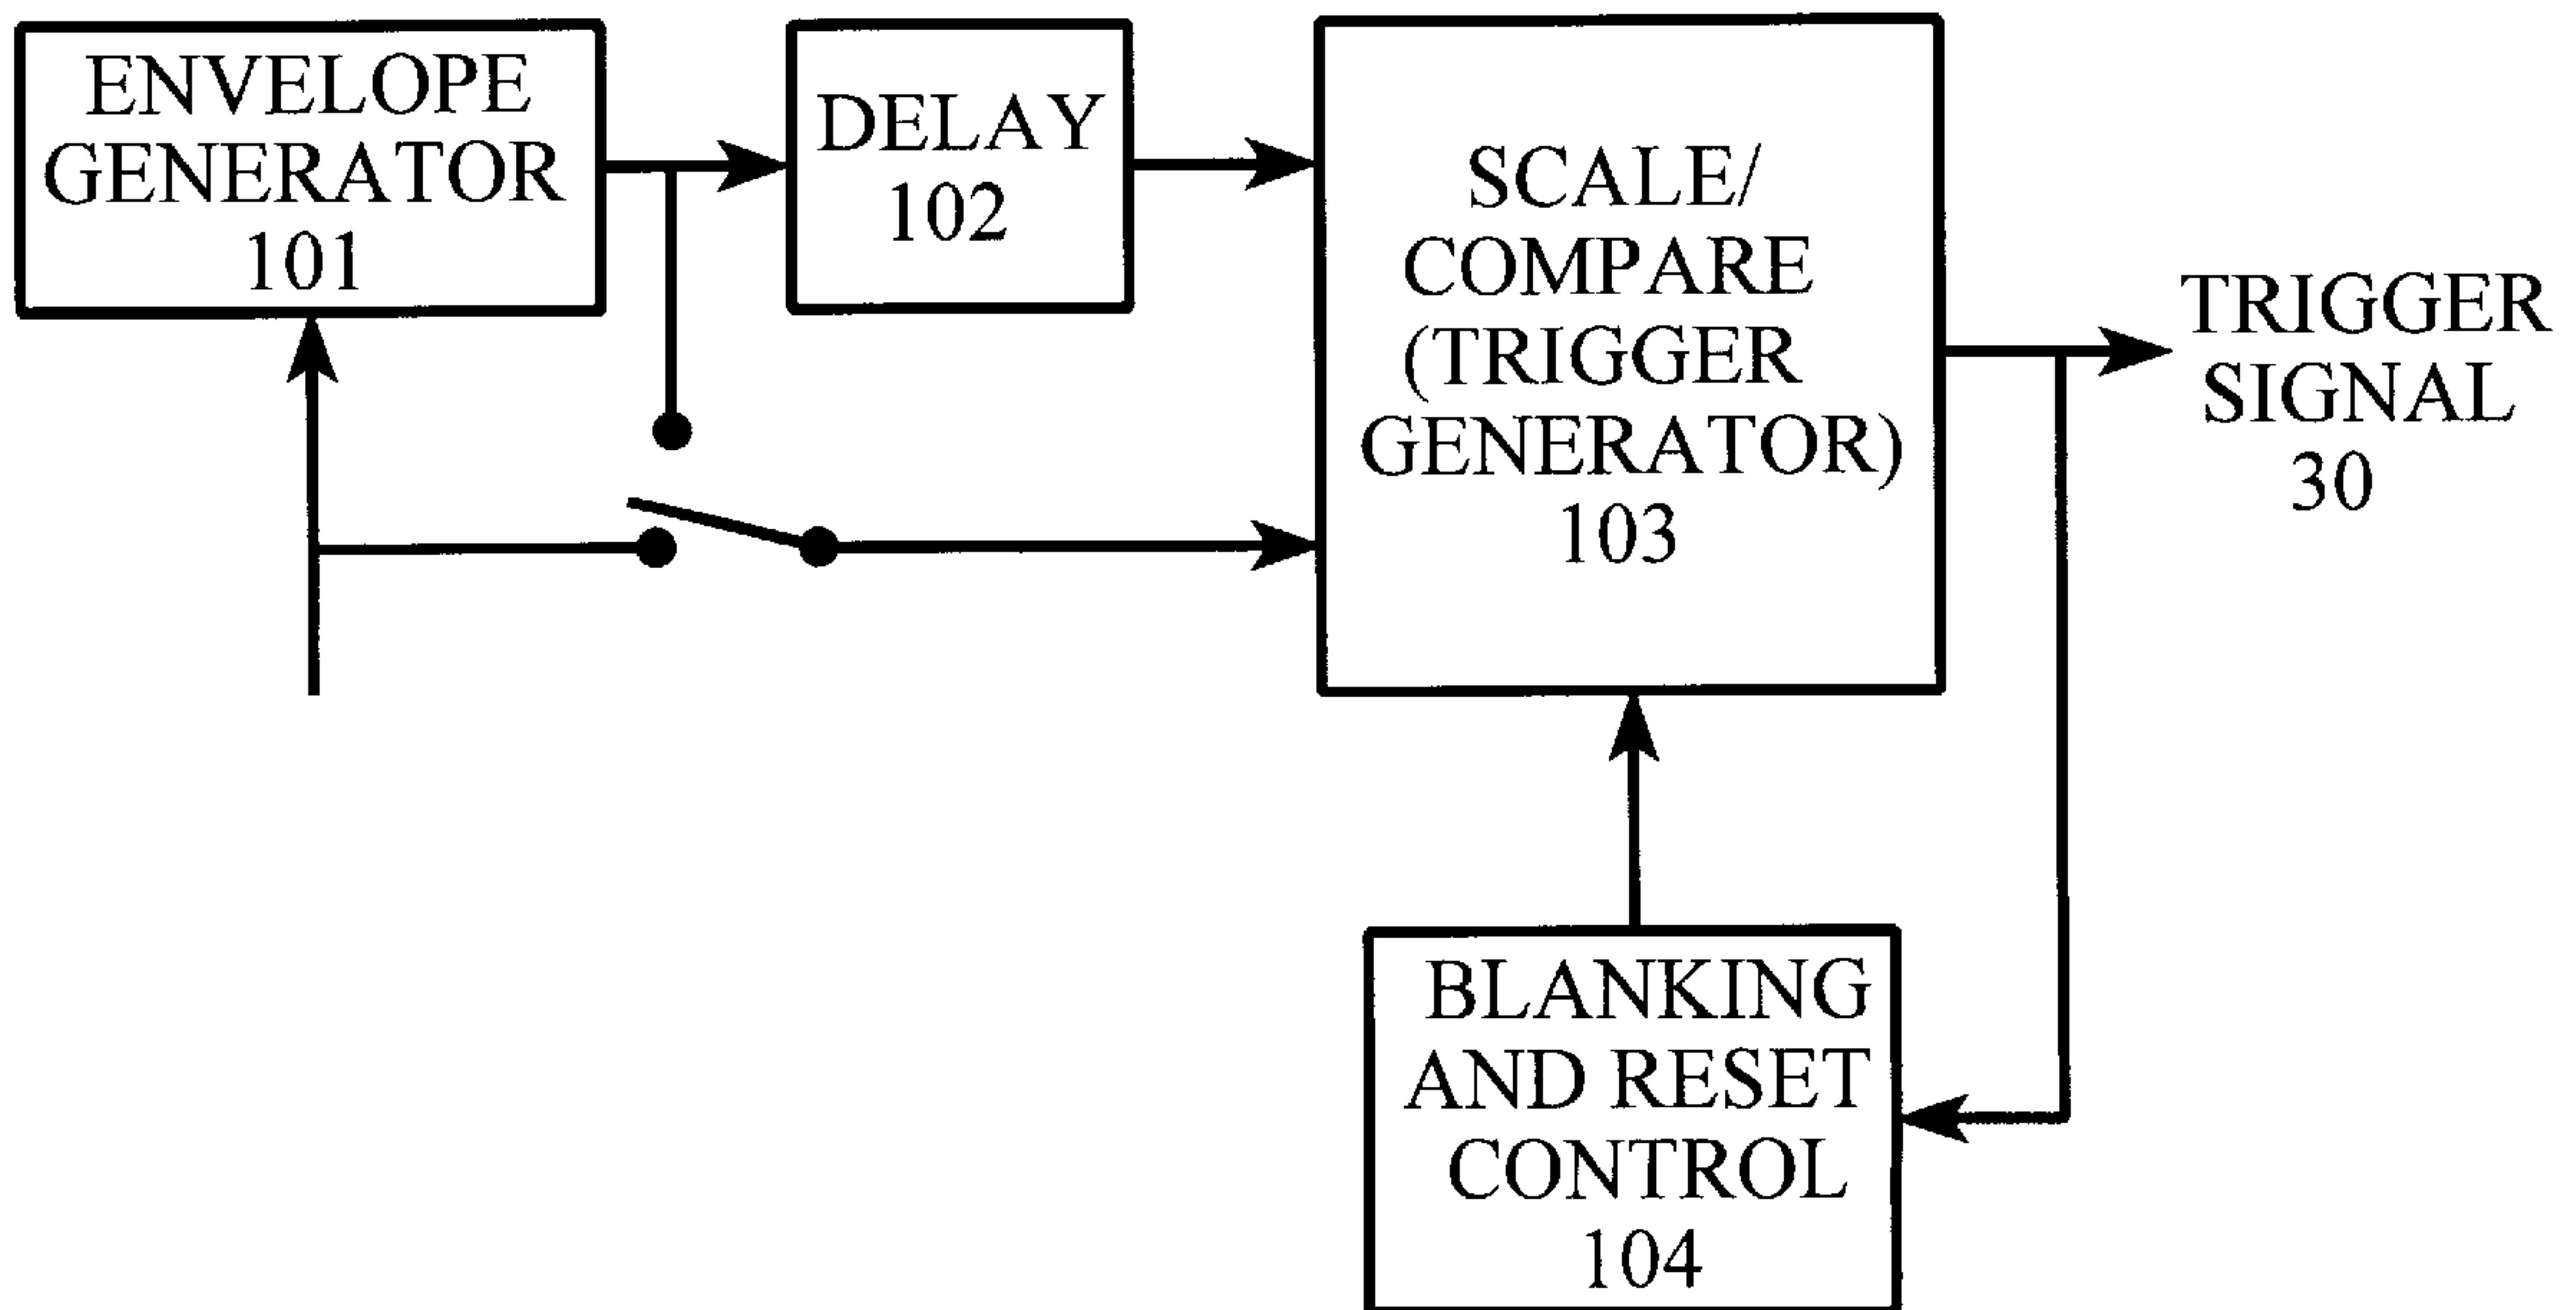 ENVELOPE
GENERATOR
101
DELAY
102
SCALE/
COMPARE
(TRIGGER
GENERATOR)
103
TRIGGER
SIGNAL
30
BLANKING
AND RESET
CONTROL
104